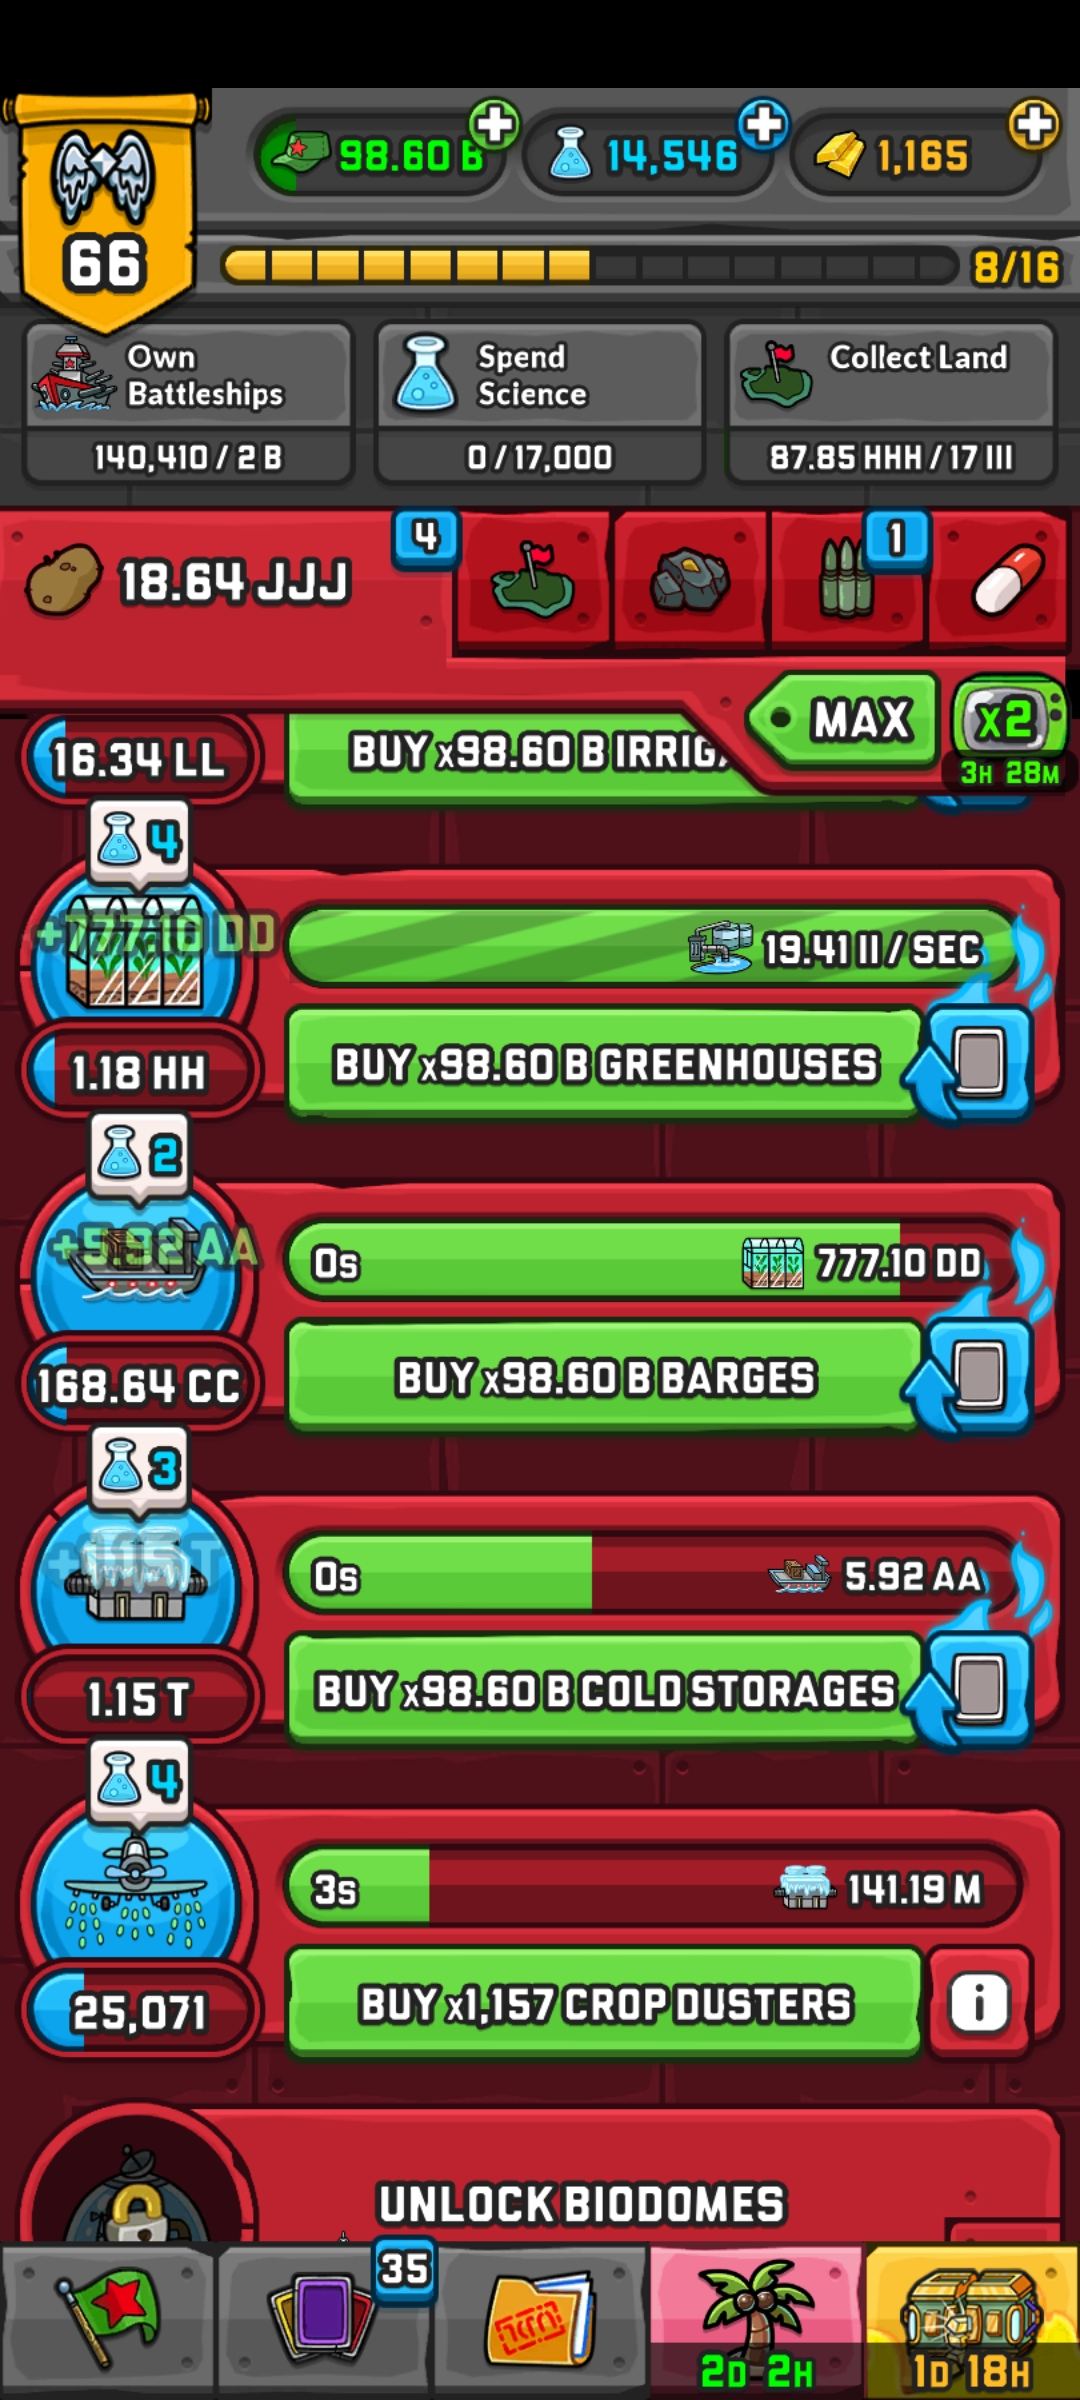 98.60 B
14,546
1,165
66
8/16
Own
Battleships
140,410 / 2 B
Spend
Science
0 / 17,000
Collect Land
87.85 HHH / 17 III
18.64 JJJ
4
1
MAX
x2
3H 28M
16.34 LL
BUY x98.60 B IRRIG
4
+777.10 DD
19.41 II / SEC
1.18 HH
BUY x98.60 B GREENHOUSES
2
+5.92 AA
0s
777.10 DD
168.64 CC
BUY x98.60 B BARGES
3
+1.15 T
0s
5.92 AA
1.15 T
BUY x98.60 B COLD STORAGES
4
3s
141.19 M
25,071
BUY x1,157 CROP DUSTERS
i
UNLOCK BIODOMES
35
2D 2H
1D 18H